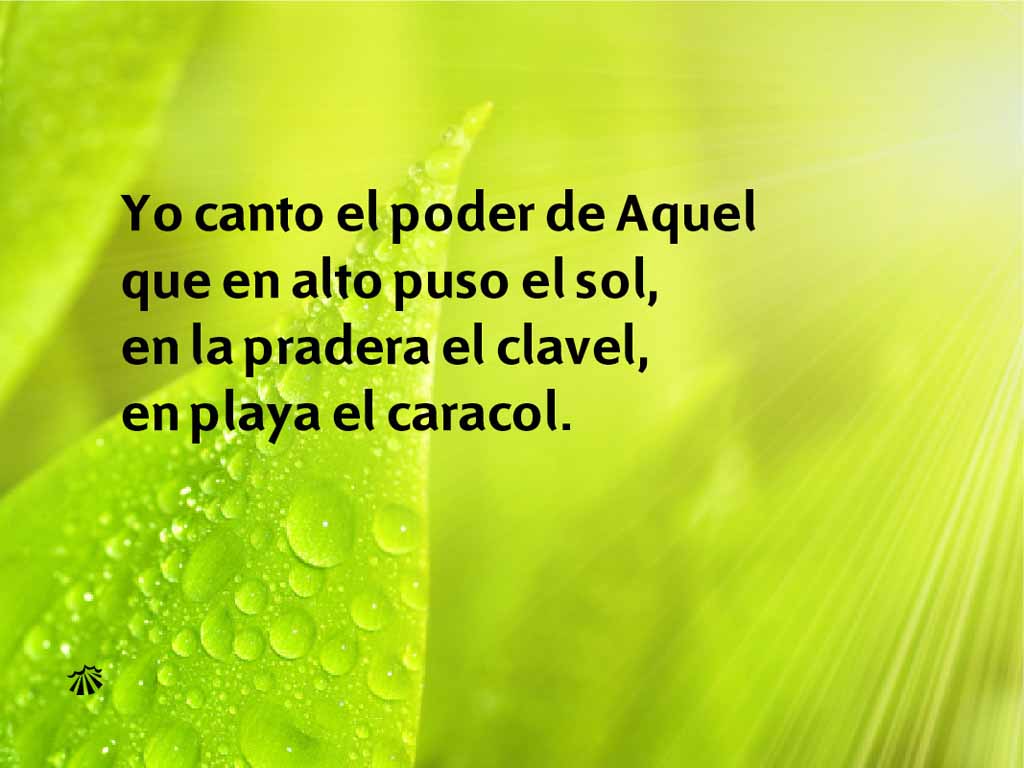 Yo canto el poder de Aquel
que en alto puso el sol,
en la pradera el clavel,
en playa el caracol.